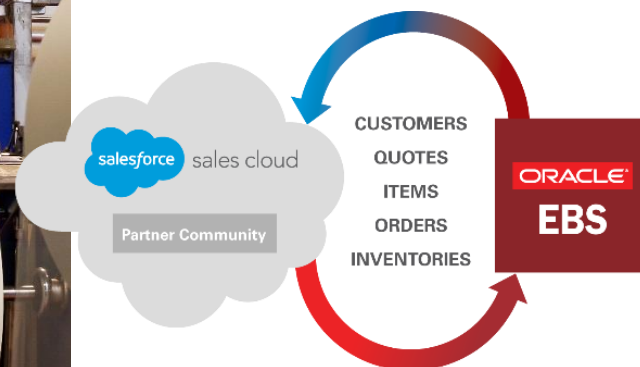 salesforce sales cloud
Partner Community
CUSTOMERS
QUOTES
ITEMS
ORDERS
INVENTORIES
ORACLE®
EBS